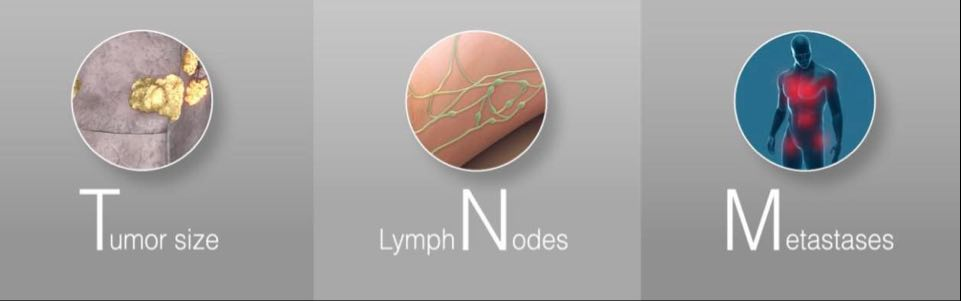 Tumor size
Lymph Nodes
Metastases